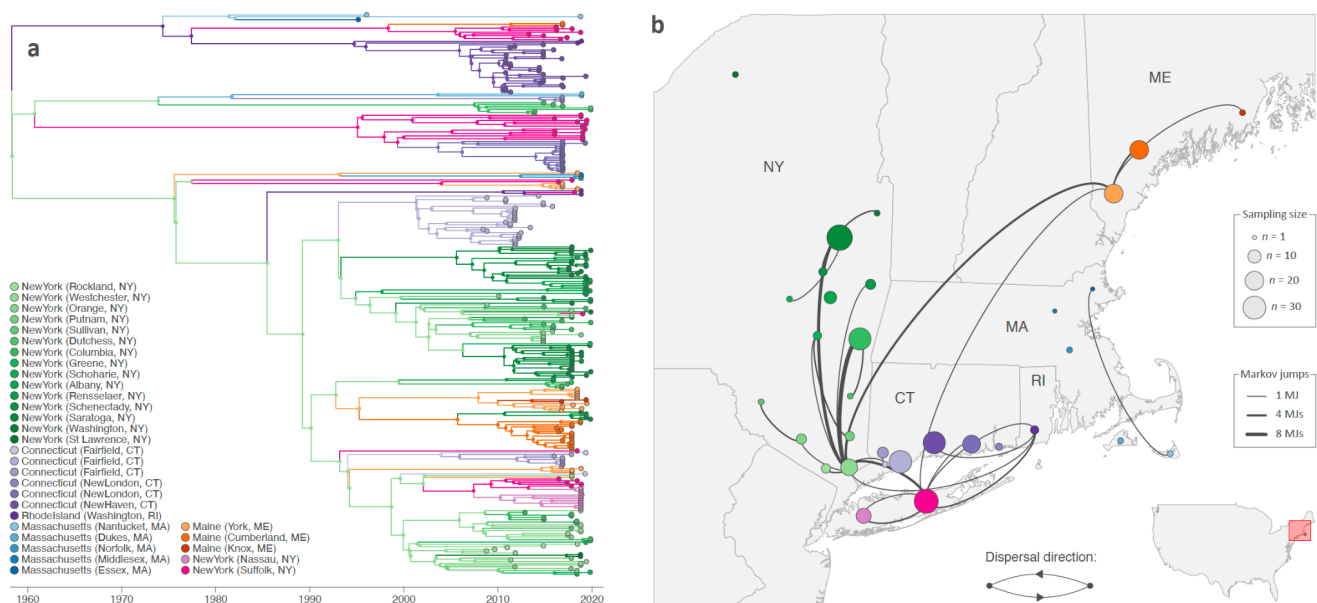 a
NewYork (Rockland, NY)
NewYork (Westchester, NY)
NewYork (Orange, NY)
NewYork (Putnam, NY)
NewYork (Sullivan, NY)
NewYork (Dutchess, NY)
NewYork (Columbia, NY)
NewYork (Greene, NY)
NewYork (Schoharie, NY)
NewYork (Albany, NY)
NewYork (Rensselaer, NY)
NewYork (Schenectady, NY)
NewYork (Saratoga, NY)
NewYork (Washington, NY)
NewYork (St Lawrence, NY)
Connecticut (Fairfield, CT)
Connecticut (Fairfield, CT)
Connecticut (Fairfield, CT)
Connecticut (NewLondon, CT)
Connecticut (NewLondon, CT)
Connecticut (NewHaven, CT)
RhodeIsland (Washington, RI)
Massachusetts (Nantucket, MA)
Massachusetts (Dukes, MA)
Massachusetts (Norfolk, MA)
Massachusetts (Middlesex, MA)
Massachusetts (Essex, MA)
Maine (York, ME)
Maine (Cumberland, ME)
Maine (Knox, ME)
NewYork (Nassau, NY)
NewYork (Suffolk, NY)
1960 1970 1980 1990 2000 2010 2020
b
ME
NY
MA
RI
CT
Sampling size
n = 1
n = 10
n = 20
n = 30
Markov jumps
1 MJ
4 MJs
8 MJs
Dispersal direction: